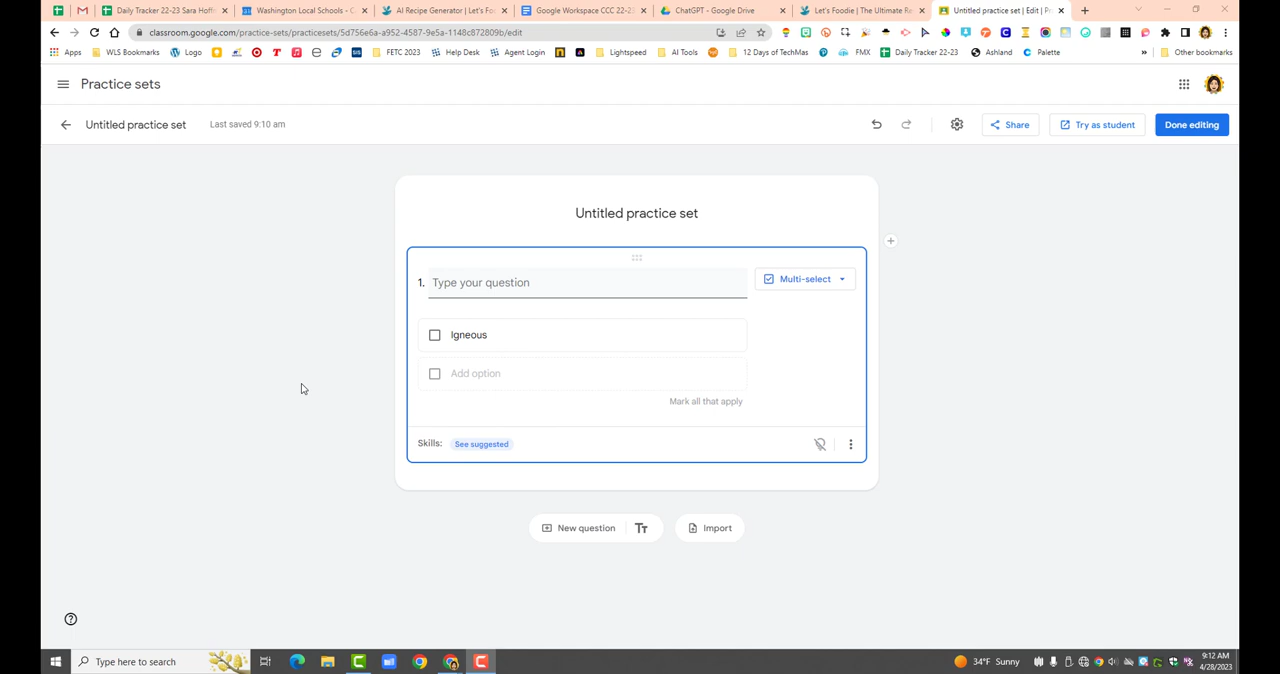 Daily Tracker 22-23 Sara Hoff
Washington Local Schools - C
AI Recipe Generator | Let's Foo
Google Workspace CCC 22-23
ChatGPT - Google Drive
Let's Foodie | The Ultimate Re
Untitled practice set | Edit | Pr
classroom.google.com/practice-sets/practicesets/5d756e6a-a952-4587-9e5a-1148c872809b/edit
Apps WLS Bookmarks Logo FETC 2023 Help Desk Agent Login Lightspeed AI Tools 12 Days of TechMas FMX Daily Tracker 22-23 Ashland Palette » Other bookmarks
Practice sets
Untitled practice set Last saved 9:10 am Share Try as student Done editing
Untitled practice set
1. Type your question Multi-select
Igneous
Add option
Mark all that apply
Skills: See suggested
New question Tт Import
Type here to search
34°F Sunny
9:12 AM
4/28/2023